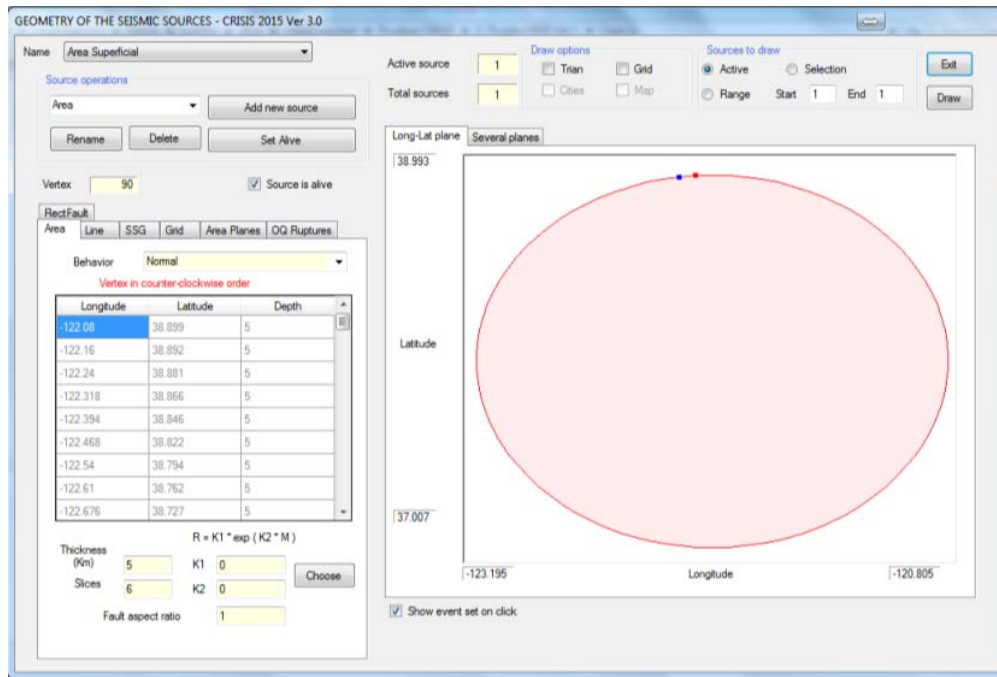 GEOMETRY OF THE SEISMIC SOURCES - CRISIS 2015 Ver 3.0
Name Area Superficial
Source operations
Area Add new source
Rename Delete Set Alive
Vertex 90 Source is alive
RectFault
Area Line SSG Grid Area Planes OQ Ruptures
Behavior Normal
Vertex in counter-clockwise order
Longitude Latitude Depth
-122.08 38.899 5
-122.16 38.892 5
-122.24 38.881 5
-122.318 38.866 5
-122.394 38.846 5
-122.468 38.822 5
-122.54 38.794 5
-122.61 38.762 5
-122.676 38.727 5
R = K1 * exp ( K2 * M )
Thickness
(Km) 5 K1 0
Slices 6 K2 0
Choose
Fault aspect ratio 1
Active source 1
Total sources 1
Draw options
Trian Grid
Cities Map
Sources to draw
Active Selection
Range Start 1 End 1
Exit
Draw
Long-Lat plane Several planes
38.993
Latitude
37.007
-123.195 Longitude -120.805
Show event set on click